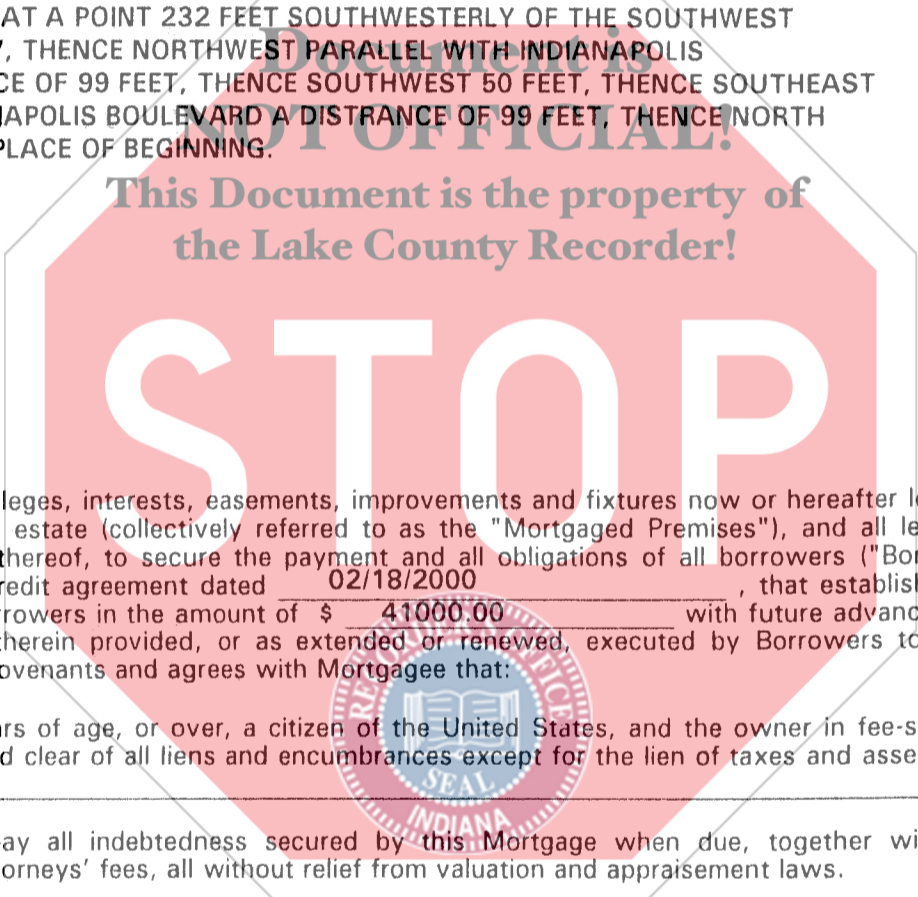 AT A POINT 232 FEET SOUTHWESTERLY OF THE SOUTHWEST
, THENCE NORTHWEST PARALLEL WITH INDIANAPOLIS
CE OF 99 FEET, THENCE SOUTHWEST 50 FEET, THENCE SOUTHEAST
NAPOLIS BOULEVARD A DISTRANCE OF 99 FEET, THENCE NORTH
PLACE OF BEGINNING.
Document is
NOT OFFICIAL!
This Document is the property of
the Lake County Recorder!
STOP
leges, interests, easements, improvements and fixtures now or hereafter l
estate (collectively referred to as the "Mortgaged Premises"), and all le
thereof, to secure the payment and all obligations of all borrowers ("Bor
redit agreement dated 02/18/2000, that establis
rowers in the amount of $ 41000.00 with future advanc
therein provided, or as extended or renewed, executed by Borrowers to
ovenants and agrees with Mortgagee that:
rs of age, or over, a citizen of the United States, and the owner in fee-s
d clear of all liens and encumbrances except for the lien of taxes and asse
ay all indebtedness secured by this Mortgage when due, together wi
orneys' fees, all without relief from valuation and appraisement laws.
SEAL
INDIANA